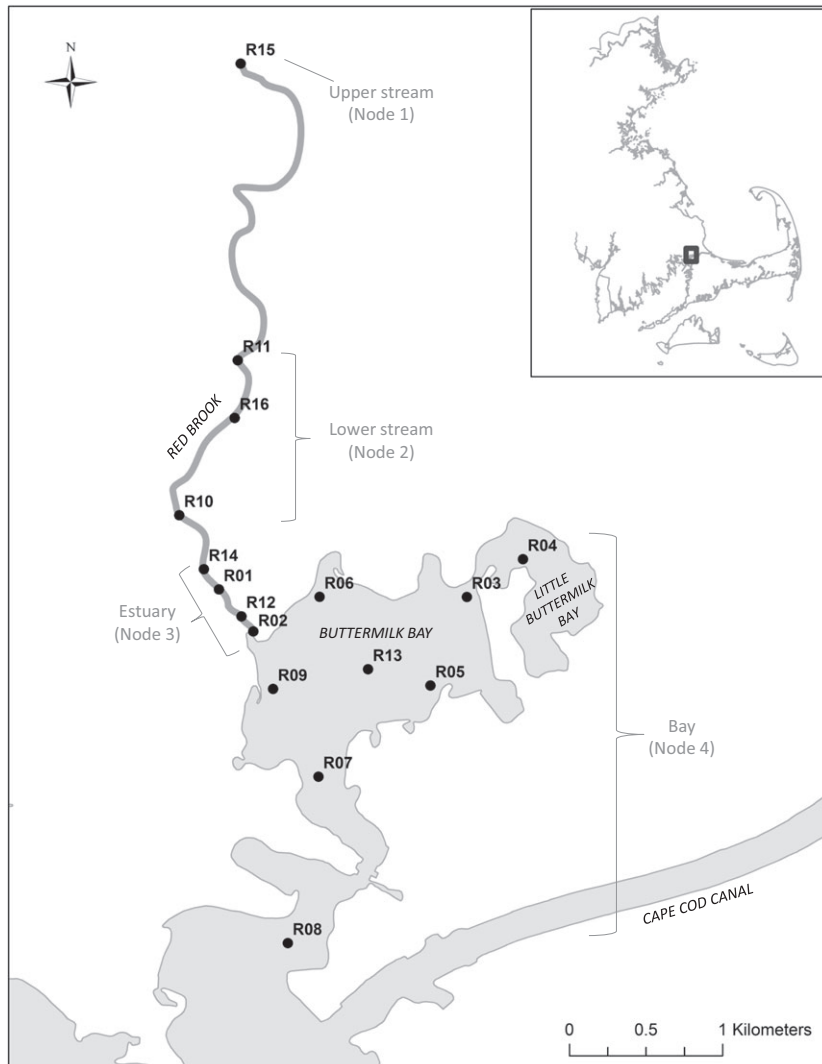 N
R15
Upper stream
(Node 1)
R11
R16
RED BROOK
Lower stream
(Node 2)
R10
R14
R01
R12
R02
Estuary
(Node 3)
R06
R03
R04
LITTLE
BUTTERMILK
BAY
BUTTERMILK BAY
R13
R09
R05
Bay
(Node 4)
R07
CAPE COD CANAL
R08
0 0.5 1 Kilometers